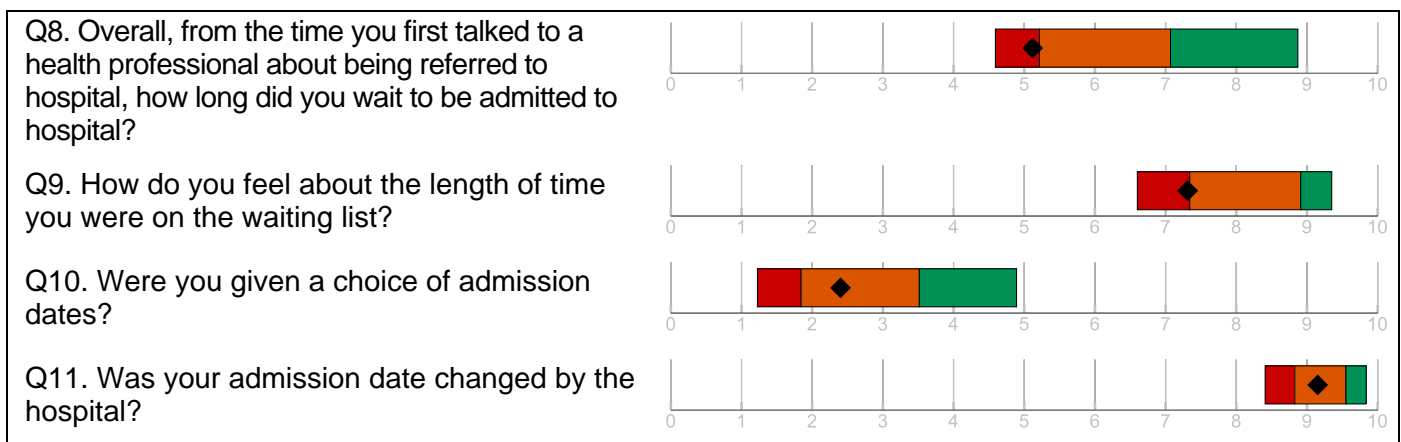 Q8. Overall, from the time you first talked to a
health professional about being referred to
hospital, how long did you wait to be admitted to
hospital?
0 1 2 3 4 5 6 7 8 9 10
Q9. How do you feel about the length of time
you were on the waiting list?
0 1 2 3 4 5 6 7 8 9 10
Q10. Were you given a choice of admission
dates?
0 1 2 3 4 5 6 7 8 9 10
Q11. Was your admission date changed by the
hospital?
0 1 2 3 4 5 6 7 8 9 10